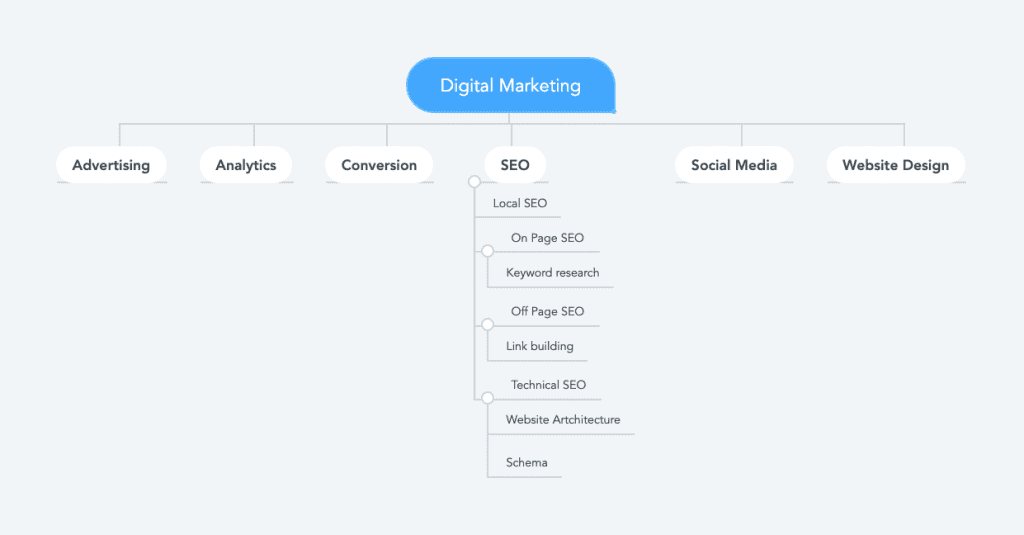 Digital Marketing
Advertising
Analytics
Conversion
SEO
Social Media
Website Design
Local SEO
On Page SEO
Keyword research
Off Page SEO
Link building
Technical SEO
Website Artchitecture
Schema